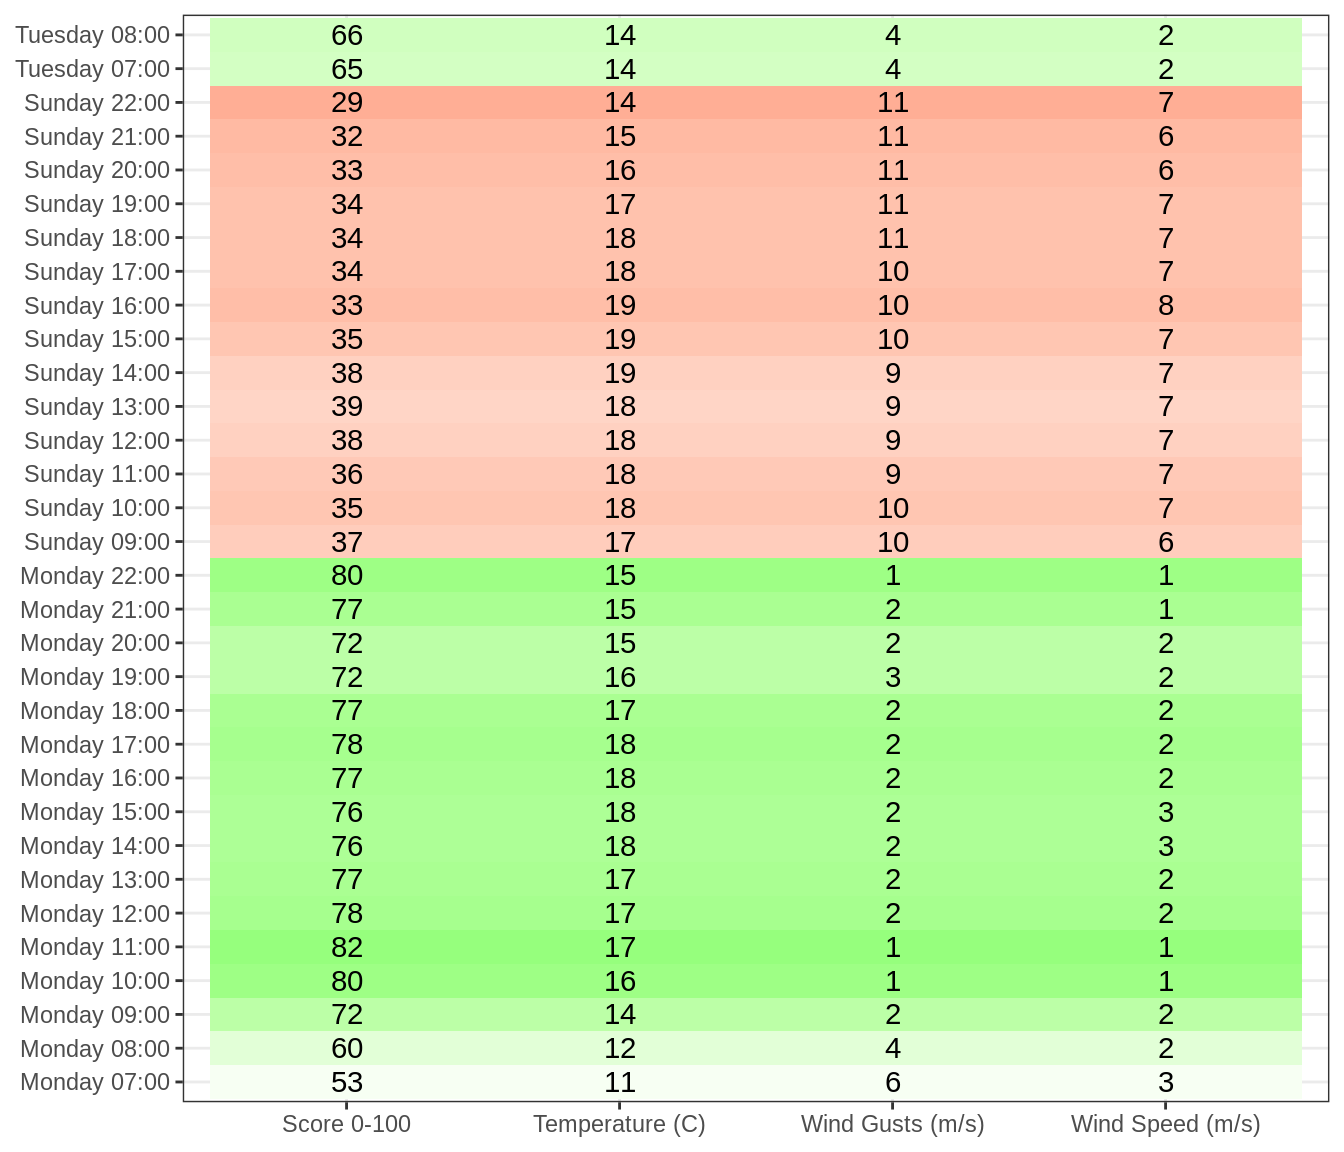 Tuesday 08:00 66 14 4 2
Tuesday 07:00 65 14 4 2
Sunday 22:00 29 14 11 7
Sunday 21:00 32 15 11 6
Sunday 20:00 33 16 11 6
Sunday 19:00 34 17 11 7
Sunday 18:00 34 18 11 7
Sunday 17:00 34 18 10 7
Sunday 16:00 33 19 10 8
Sunday 15:00 35 19 10 7
Sunday 14:00 38 19 9 7
Sunday 13:00 39 18 9 7
Sunday 12:00 38 18 9 7
Sunday 11:00 36 18 9 7
Sunday 10:00 35 18 10 7
Sunday 09:00 37 17 10 6
Monday 22:00 80 15 1 1
Monday 21:00 77 15 2 1
Monday 20:00 72 15 2 2
Monday 19:00 72 16 3 2
Monday 18:00 77 17 2 2
Monday 17:00 78 18 2 2
Monday 16:00 77 18 2 2
Monday 15:00 76 18 2 3
Monday 14:00 76 18 2 3
Monday 13:00 77 17 2 2
Monday 12:00 78 17 2 2
Monday 11:00 82 17 1 1
Monday 10:00 80 16 1 1
Monday 09:00 72 14 2 2
Monday 08:00 60 12 4 2
Monday 07:00 53 11 6 3
Score 0-100 Temperature (C) Wind Gusts (m/s) Wind Speed (m/s)